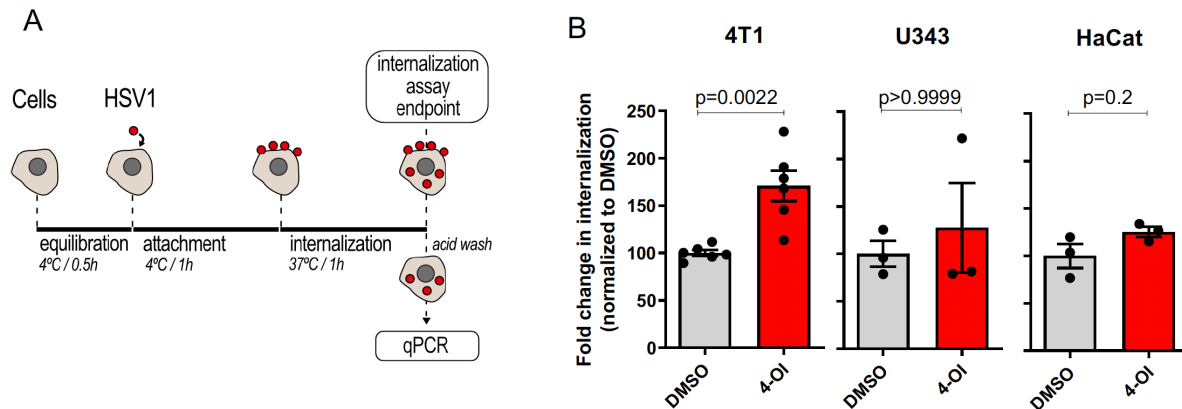 A
Cells
HSV1
internalization
assay
endpoint
equilibration
4ºC / 0.5h
attachment
4ºC / 1h
internalization
37ºC / 1h
acid wash
qPCR
B
4T1
U343
HaCat
Fold change in internalization
(normalized to DMSO)
250
200
150
100
50
0
p=0.0022
p>0.9999
p=0.2
DMSO
4-OI
DMSO
4-OI
DMSO
4-OI